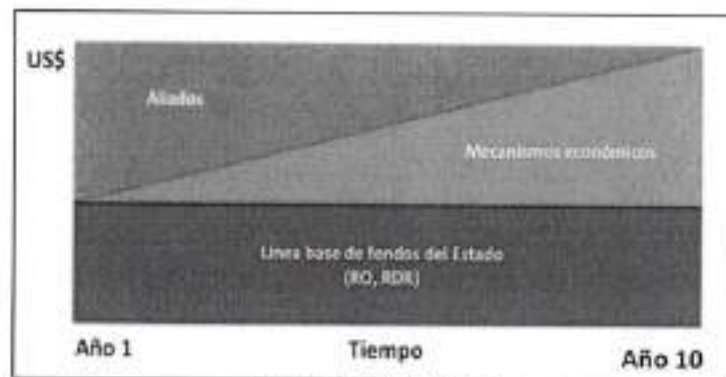 US$
Aliados
Mecanismos económicos
Línea base de fondos del Estado
(RO, RDR)
Año 1
Tiempo
Año 10